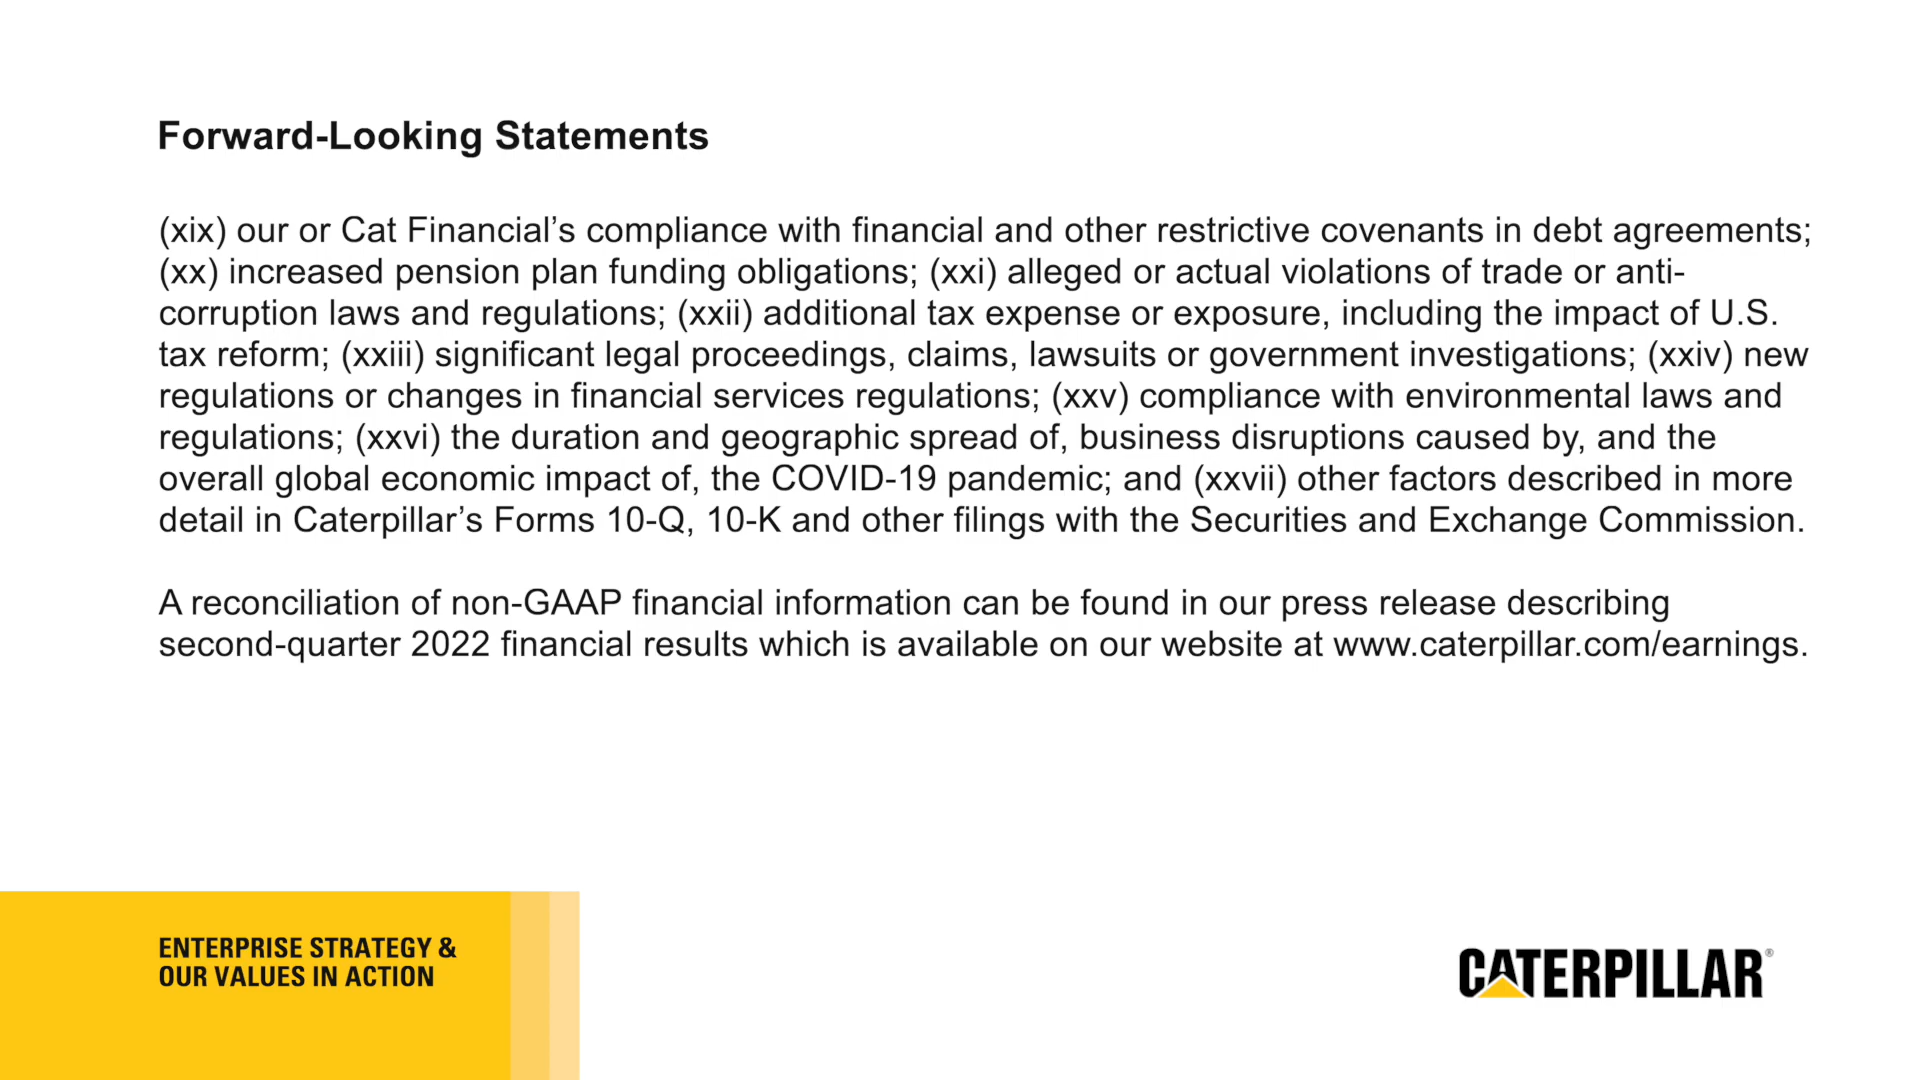 Forward-Looking Statements
(xix) our or Cat Financial’s compliance with financial and other restrictive covenants in debt agreements;
(xx) increased pension plan funding obligations; (xxi) alleged or actual violations of trade or anti-
corruption laws and regulations; (xxii) additional tax expense or exposure, including the impact of U.S.
tax reform; (xxiii) significant legal proceedings, claims, lawsuits or government investigations; (xxiv) new
regulations or changes in financial services regulations; (xxv) compliance with environmental laws and
regulations; (xxvi) the duration and geographic spread of, business disruptions caused by, and the
overall global economic impact of, the COVID-19 pandemic; and (xxvii) other factors described in more
detail in Caterpillar’s Forms 10-Q, 10-K and other filings with the Securities and Exchange Commission.
A reconciliation of non-GAAP financial information can be found in our press release describing
second-quarter 2022 financial results which is available on our website at www.caterpillar.com/earnings.
ENTERPRISE STRATEGY &
OUR VALUES IN ACTION
CATERPILLAR®